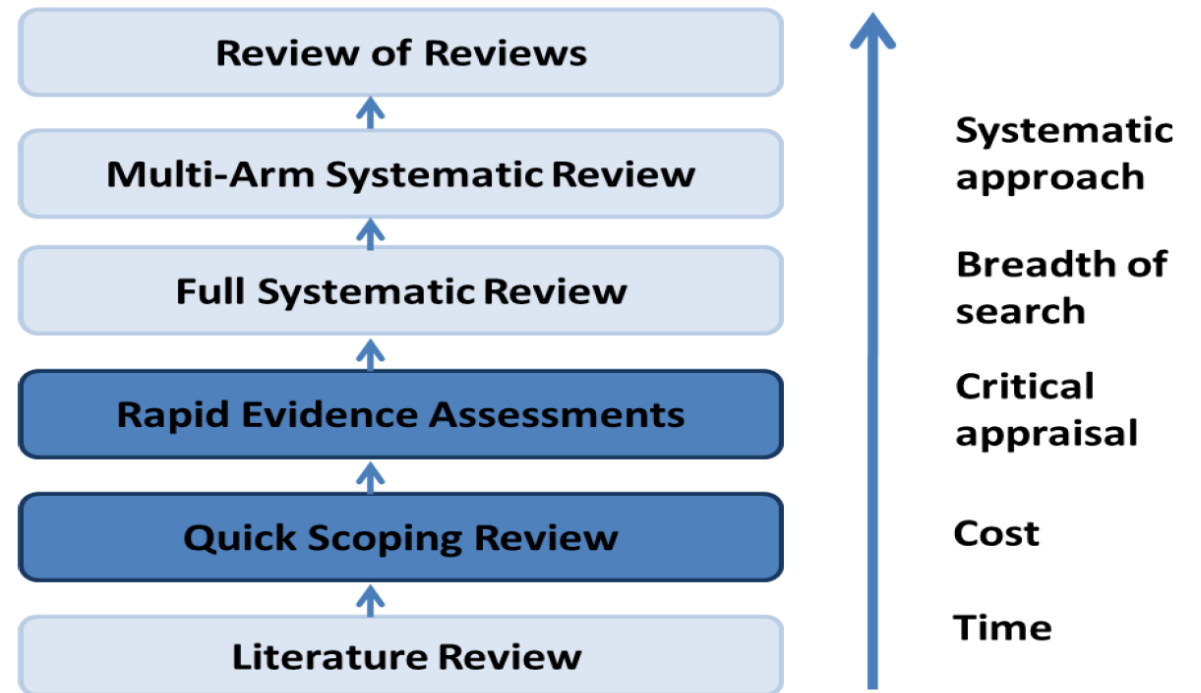 Review of Reviews
Multi-Arm Systematic Review
Full Systematic Review
Rapid Evidence Assessments
Quick Scoping Review
Literature Review
Systematic
approach
Breadth of
search
Critical
appraisal
Cost
Time